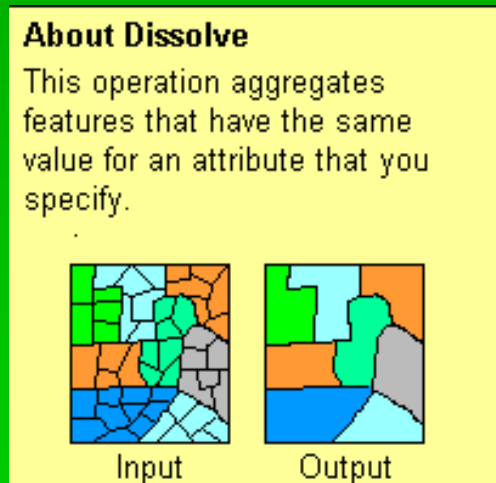 About Dissolve
This operation aggregates
features that have the same
value for an attribute that you
specify.
Input Output